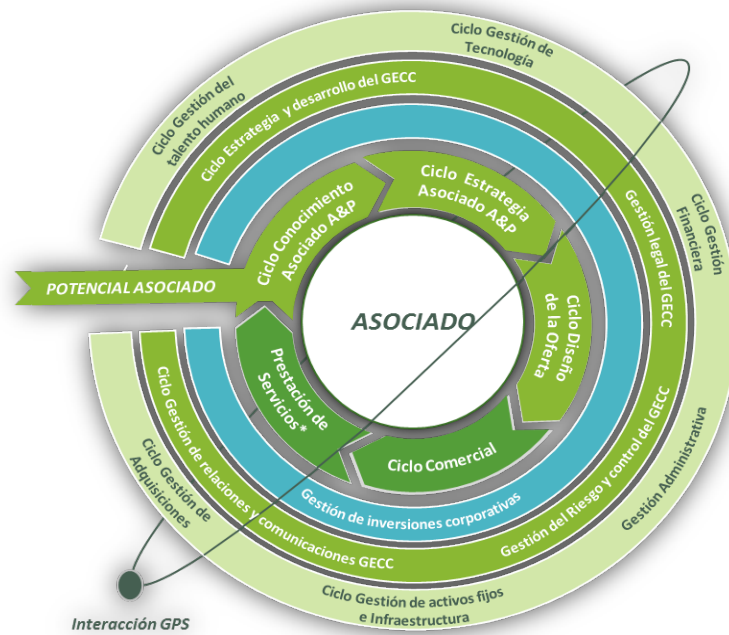 Ciclo Gestión de
Tecnología
Ciclo Gestión del
talento humano
Ciclo Estrategia y desarrollo del GECC
Ciclo Gestión
Financiera
Gestión legal del GECC
Ciclo Conocimiento
Asociado A&P
Ciclo Estrategia
Asociado A&P
POTENCIAL ASOCIADO
ASOCIADO
Ciclo Diseño
de la Oferta
Prestación de
Servicios*
Ciclo Comercial
Gestión de inversiones corporativas
Ciclo Gestión de relaciones y comunicaciones GECC
Gestión del Riesgo y control del GECC
Gestión Administrativa
Ciclo Gestión de
Adquisiciones
Ciclo Gestión de activos fijos
e Infraestructura
Interacción GPS